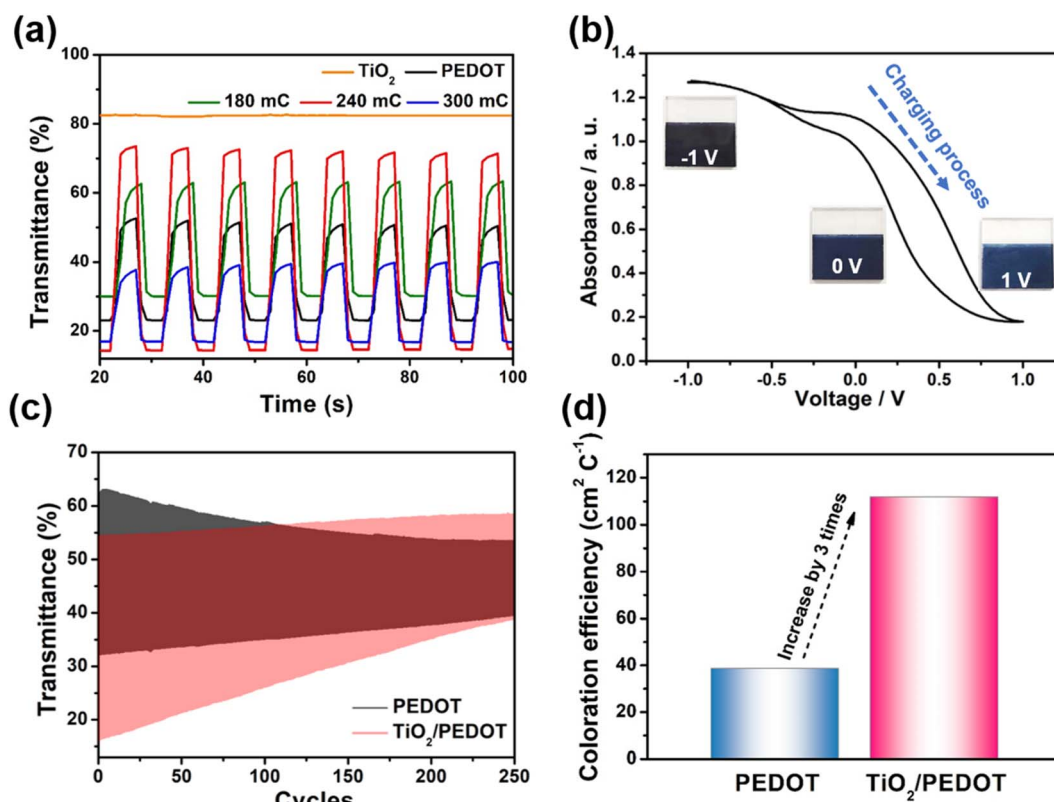 (a)
100
80
60
40
20
Transmittance (%)
TiO₂ PEDOT
180 mC 240 mC 300 mC
20 40 60 80 100
Time (s)
(b)
1.4
1.2
1.0
0.8
0.6
0.4
0.2
0.0
Absorbance / a. u.
Charging process
-1 V
0 V
1 V
-1.0 -0.5 0.0 0.5 1.0
Voltage / V
(c)
70
60
50
40
30
20
Transmittance (%)
PEDOT
TiO₂/PEDOT
0 50 100 150 200 250
Cycles
(d)
120
100
80
60
40
20
0
Coloration efficiency (cm² C⁻¹)
Increase by 3 times
PEDOT TiO₂/PEDOT